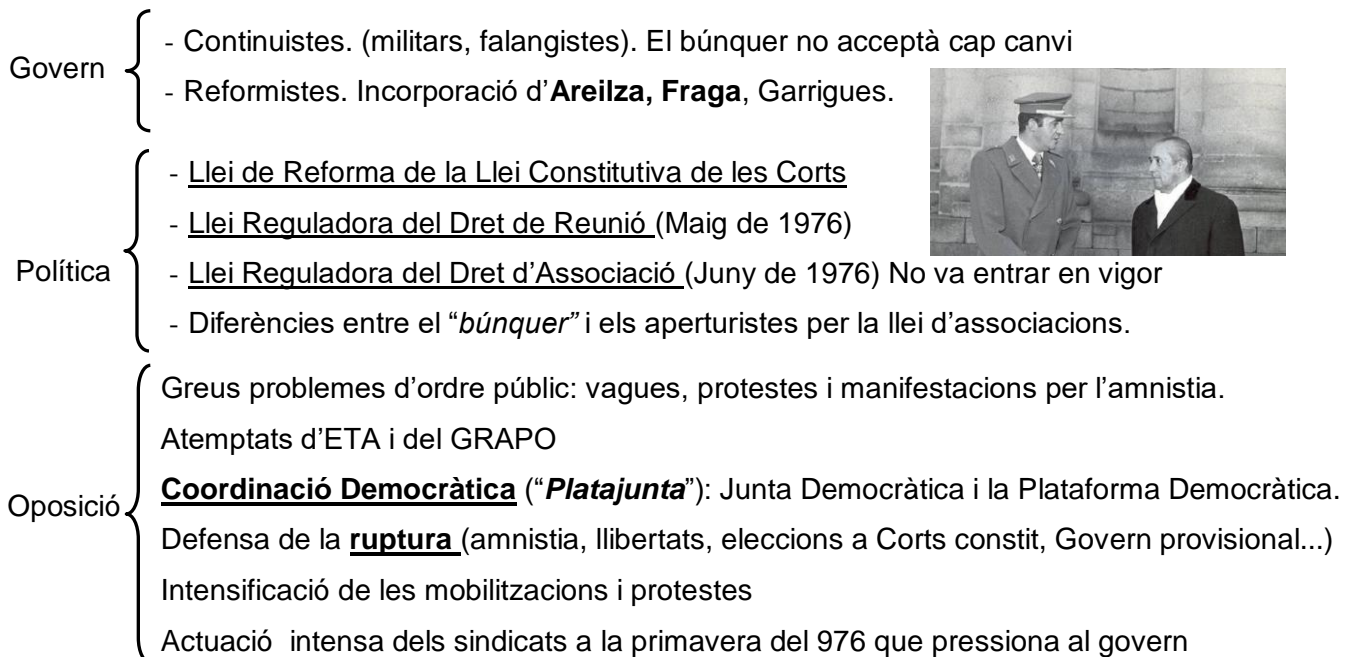 Govern
- Continuistes. (militars, falangistes). El búnquer no acceptà cap canvi
- Reformistes. Incorporació d’Areilza, Fraga, Garrigues.
Política
- Llei de Reforma de la Llei Constitutiva de les Corts
- Llei Reguladora del Dret de Reunió (Maig de 1976)
- Llei Reguladora del Dret d’Associació (Juny de 1976) No va entrar en vigor
- Diferències entre el “búnquer” i els aperturistes per la llei d’associacions.
Oposició
Greus problemes d’ordre públic: vagues, protestes i manifestacions per l’amnistia.
Atemptats d’ETA i del GRAPO
Coordinació Democràtica (“Platajunta”): Junta Democràtica i la Plataforma Democràtica.
Defensa de la ruptura (amnistia, llibertats, eleccions a Corts constit, Govern provisional...)
Intensificació de les mobilitzacions i protestes
Actuació intensa dels sindicats a la primavera del 976 que pressiona al govern